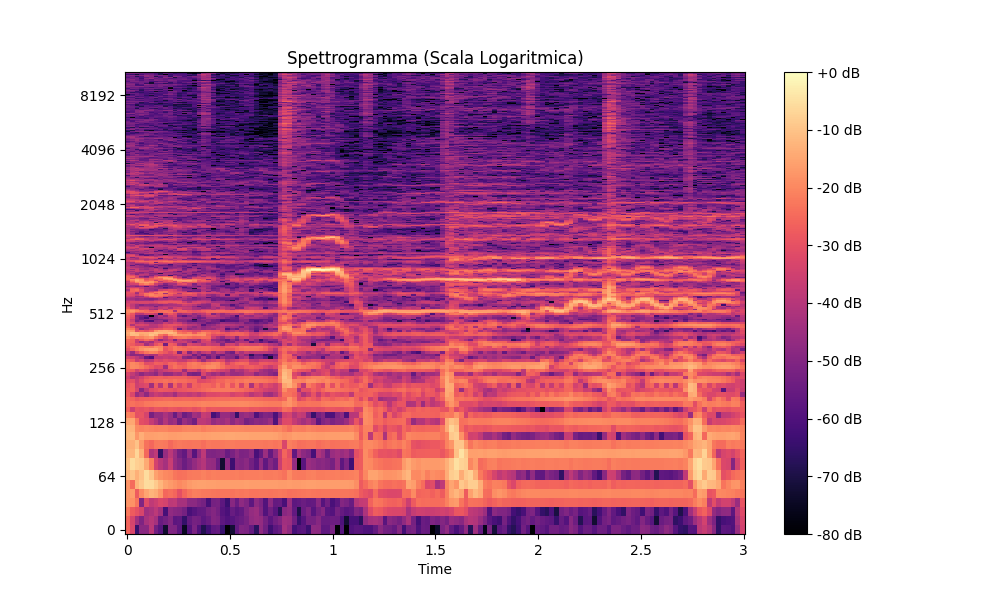 Spettrogramma (Scala Logaritmica)
Hz
8192
4096
2048
1024
512
256
128
64
0
0 0.5 1 1.5 2 2.5 3
Time
+0 dB
-10 dB
-20 dB
-30 dB
-40 dB
-50 dB
-60 dB
-70 dB
-80 dB